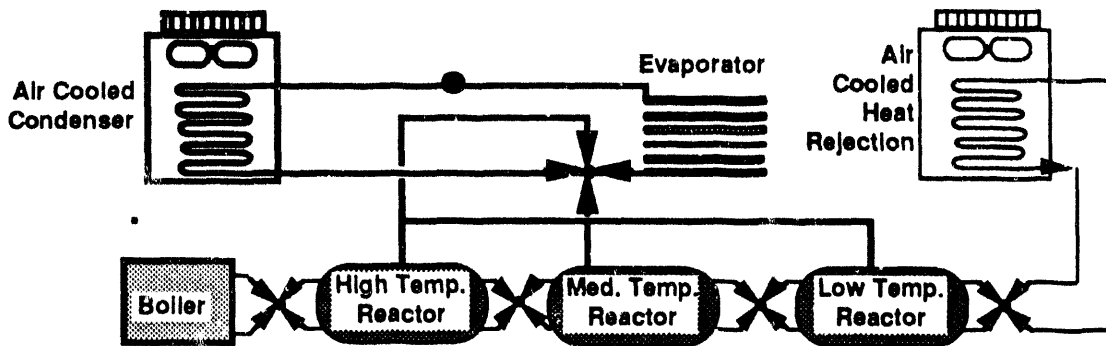 Air Cooled
Condenser
Evaporator
Air
Cooled
Heat
Rejection
Boiler
High Temp.
Reactor
Med. Temp.
Reactor
Low Temp.
Reactor